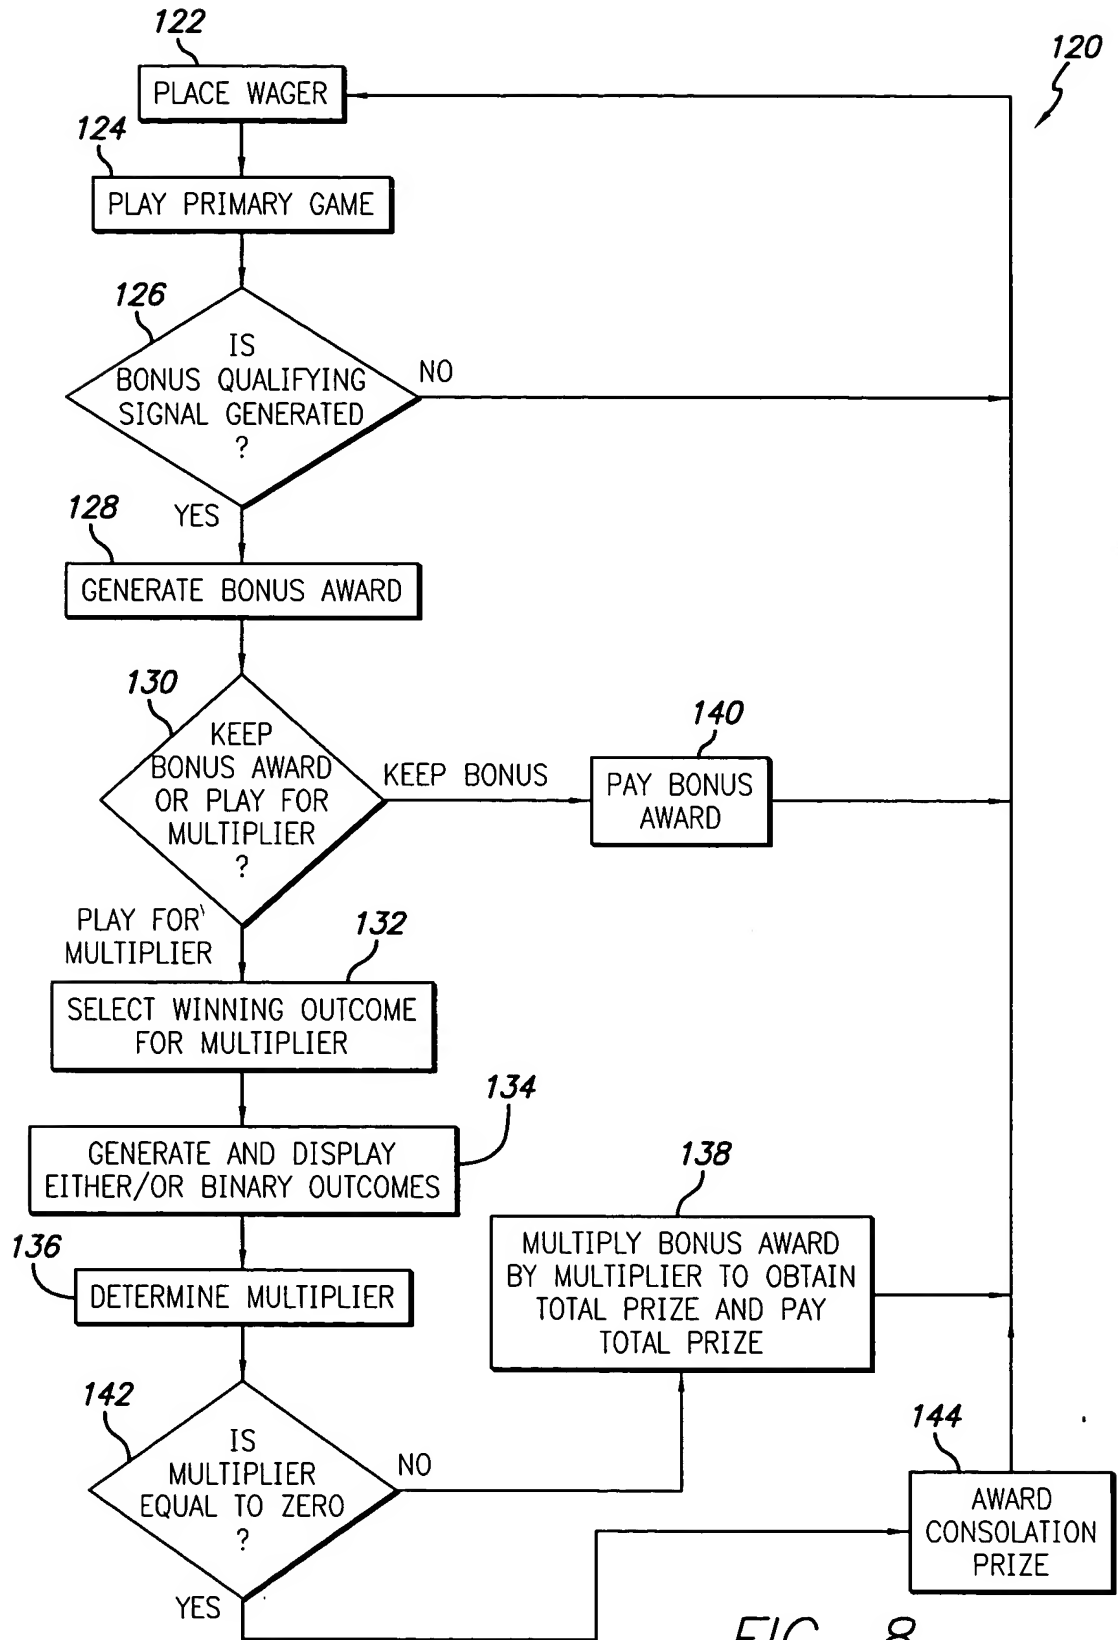 122
120
PLACE WAGER
124
PLAY PRIMARY GAME
126
IS
BONUS QUALIFYING
SIGNAL GENERATED
?
NO
YES
128
GENERATE BONUS AWARD
130
KEEP
BONUS AWARD
OR PLAY FOR
MULTIPLIER
?
KEEP BONUS
140
PAY BONUS
AWARD
PLAY FOR
MULTIPLIER
132
SELECT WINNING OUTCOME
FOR MULTIPLIER
134
GENERATE AND DISPLAY
EITHER/OR BINARY OUTCOMES
138
MULTIPLY BONUS AWARD
BY MULTIPLIER TO OBTAIN
TOTAL PRIZE AND PAY
TOTAL PRIZE
136
DETERMINE MULTIPLIER
142
IS
MULTIPLIER
EQUAL TO ZERO
?
NO
YES
144
AWARD
CONSOLATION
PRIZE
FIG. 8